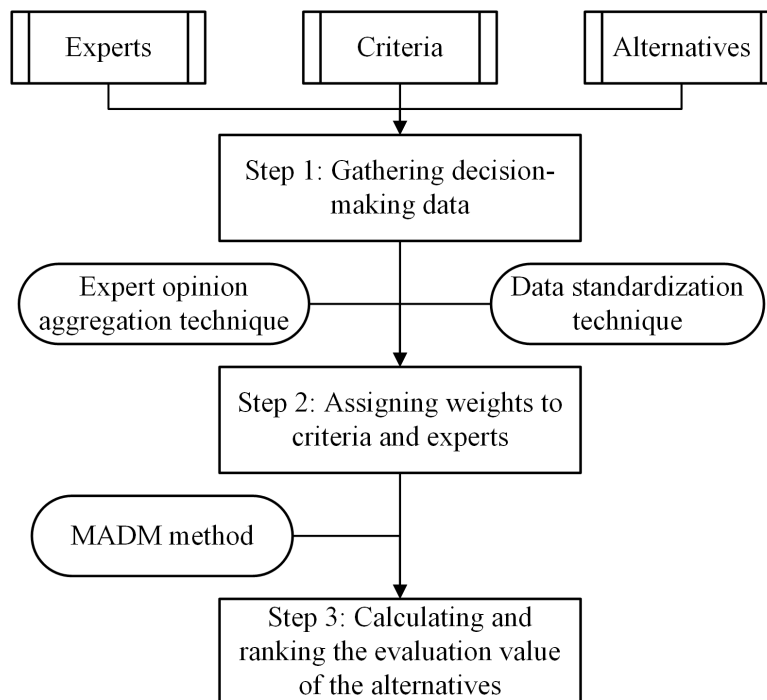 Experts
Criteria
Alternatives
Step 1: Gathering decision-
making data
Expert opinion
aggregation technique
Data standardization
technique
Step 2: Assigning weights to
criteria and experts
MADM method
Step 3: Calculating and
ranking the evaluation value
of the alternatives